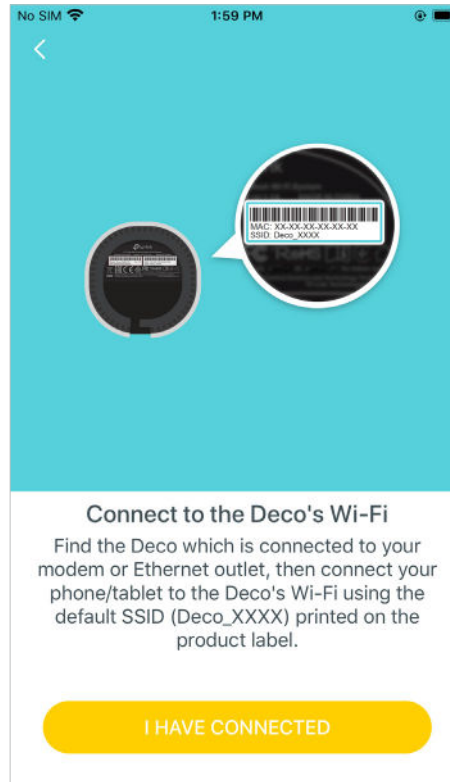 No SIM 1:59 PM
MAC: XX-XX-XX-XX-XX-XX
SSID: Deco_XXXX
Connect to the Deco's Wi-Fi
Find the Deco which is connected to your
modem or Ethernet outlet, then connect your
phone/tablet to the Deco's Wi-Fi using the
default SSID (Deco_XXXX) printed on the
product label.
I HAVE CONNECTED